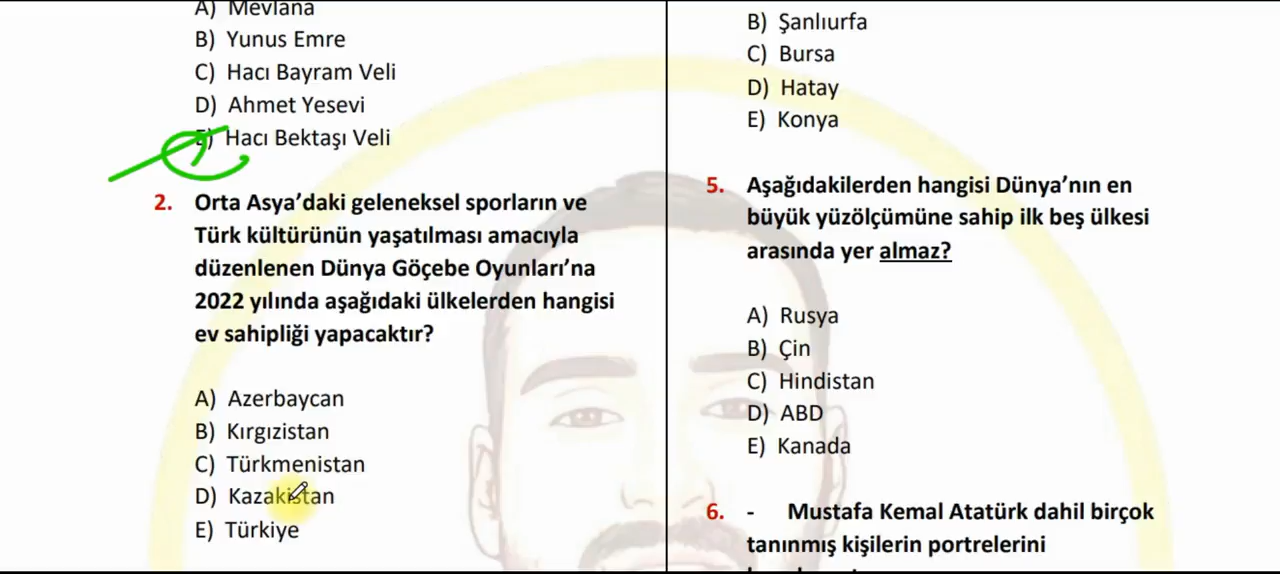 A) Mevlana
B) Yunus Emre
C) Hacı Bayram Veli
D) Ahmet Yesevi
E) Hacı Bektaşı Veli
2. Orta Asya’daki geleneksel sporların ve
Türk kültürünün yaşatılması amacıyla
düzenlenen Dünya Göçebe Oyunları’na
2022 yılında aşağıdaki ülkelerden hangisi
ev sahipliği yapacaktır?
A) Azerbaycan
B) Kırgızistan
C) Türkmenistan
D) Kazakistan
E) Türkiye
B) Şanlıurfa
C) Bursa
D) Hatay
E) Konya
5. Aşağıdakilerden hangisi Dünya’nın en
büyük yüzölçümüne sahip ilk beş ülkesi
arasında yer almaz?
A) Rusya
B) Çin
C) Hindistan
D) ABD
E) Kanada
6. - Mustafa Kemal Atatürk dahil birçok
tanınmış kişilerin portrelerini